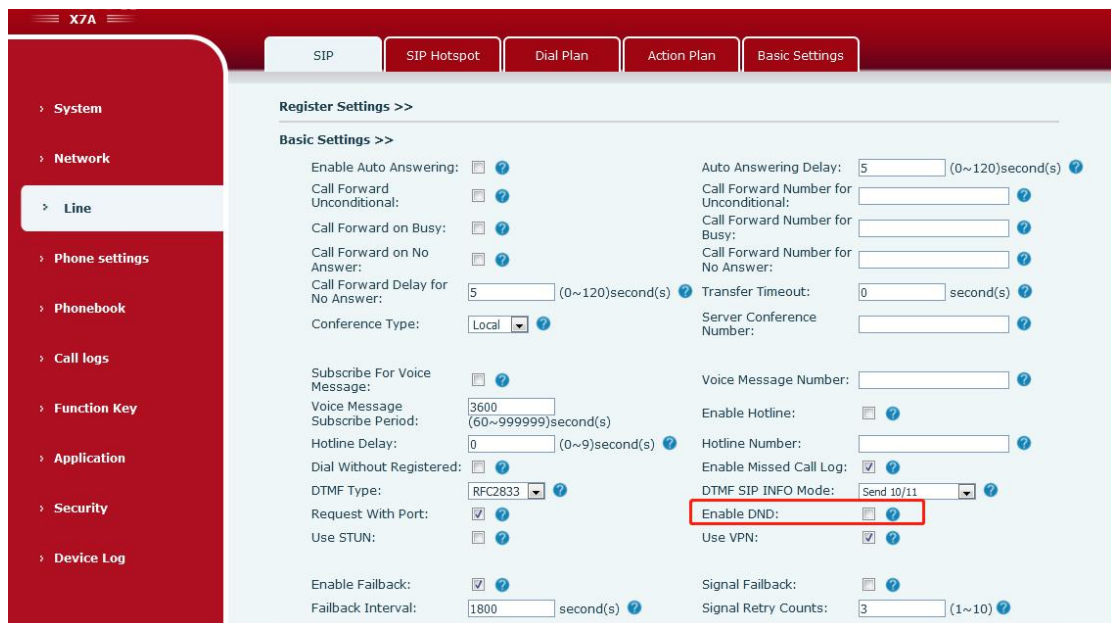 X7A
SIP SIP Hotspot Dial Plan Action Plan Basic Settings
› System
› Network
› Line
› Phone settings
› Phonebook
› Call logs
› Function Key
› Application
› Security
› Device Log
Register Settings >>
Basic Settings >>
Enable Auto Answering: Auto Answering Delay: 5 (0~120)second(s)
Call Forward Unconditional: Call Forward Number for Unconditional:
Call Forward on Busy: Call Forward Number for Busy:
Call Forward on No Answer: Call Forward Number for No Answer:
Call Forward Delay for No Answer: 5 (0~120)second(s) Transfer Timeout: 0 second(s)
Conference Type: Local Server Conference Number:
Subscribe For Voice Message: Voice Message Number:
Voice Message Subscribe Period: 3600 (60~999999)second(s) Enable Hotline:
Hotline Delay: 0 (0~9)second(s) Hotline Number:
Dial Without Registered: Enable Missed Call Log:
DTMF Type: RFC2833 DTMF SIP INFO Mode: Send 10/11
Request With Port: Enable DND:
Use STUN: Use VPN:
Enable Failback: Signal Failback:
Failback Interval: 1800 second(s) Signal Retry Counts: 3 (1~10)